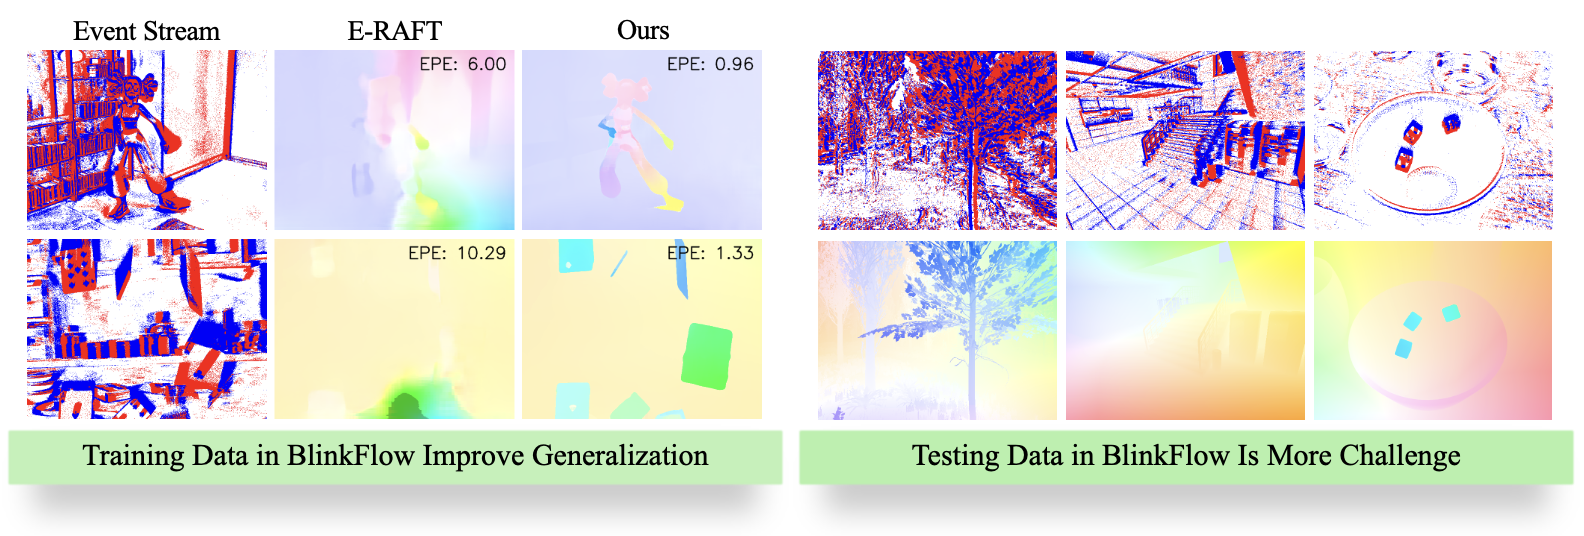 Event Stream
E-RAFT
Ours
EPE: 6.00
EPE: 0.96
EPE: 10.29
EPE: 1.33
Training Data in BlinkFlow Improve Generalization
Testing Data in BlinkFlow Is More Challenge